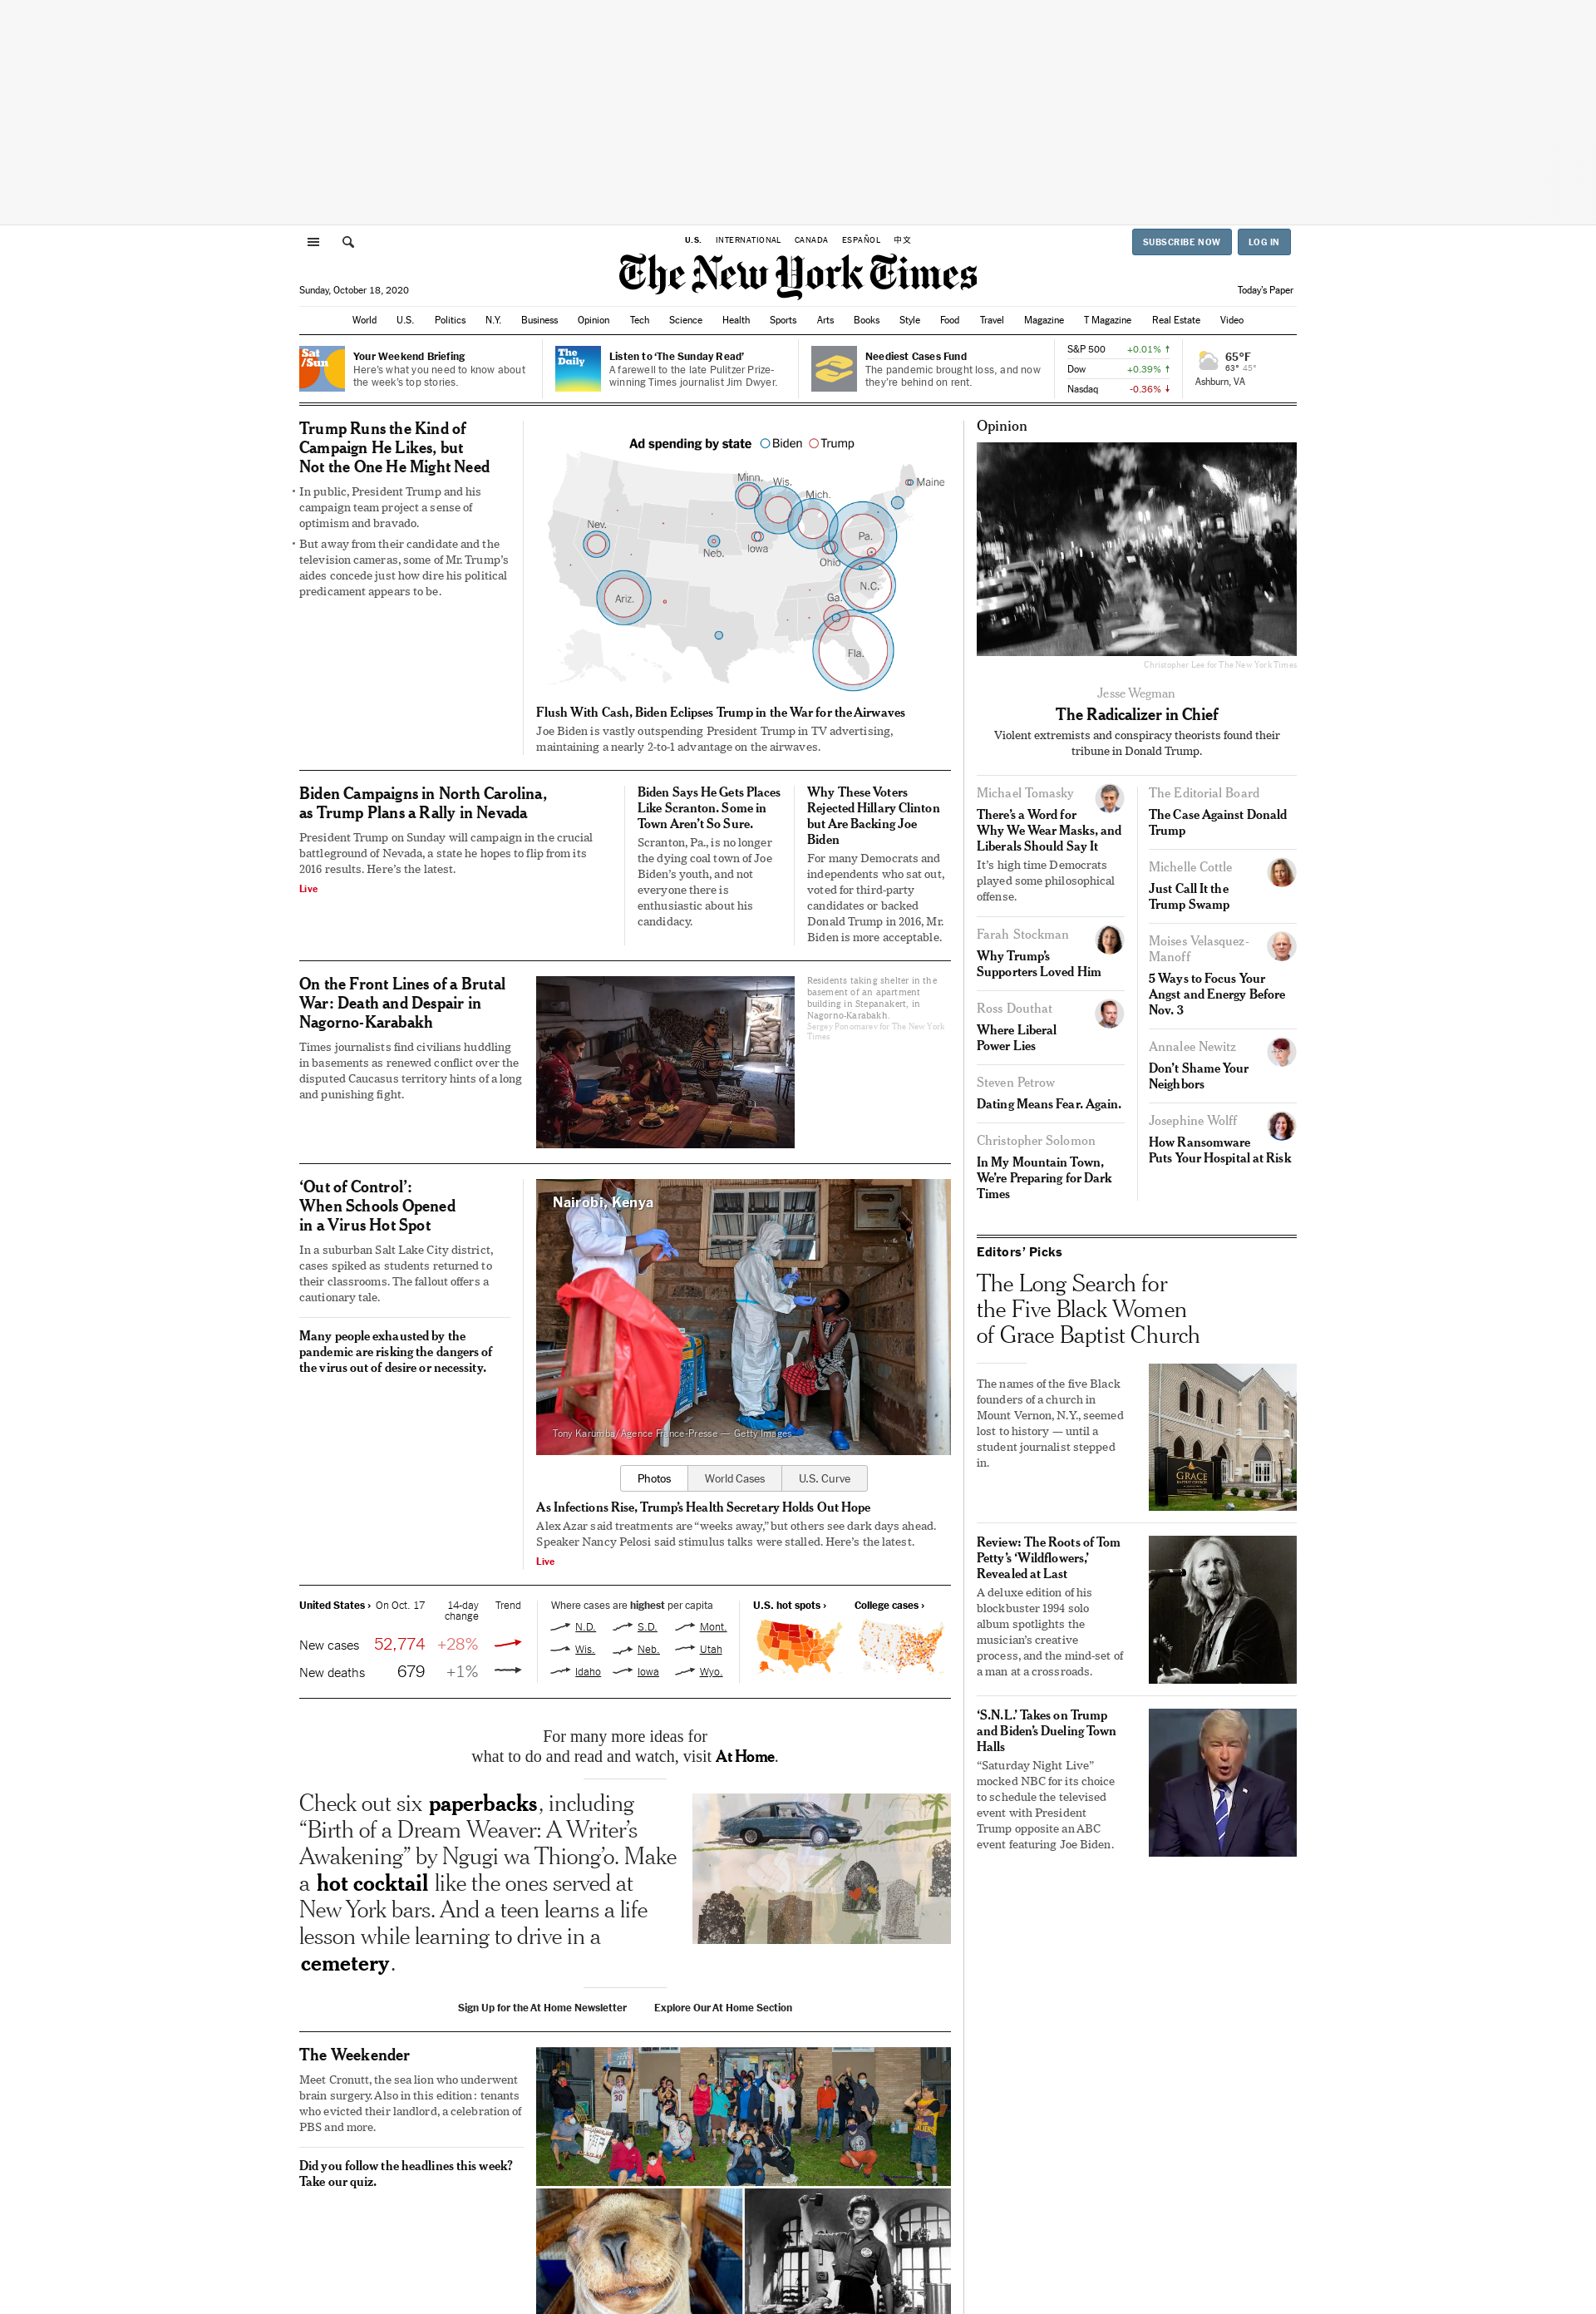 U.S. INTERNATIONAL CANADA ESPAÑOL 中文
SUBSCRIBE NOW LOG IN
The New York Times
Sunday, October 18, 2020
Today's Paper
World U.S. Politics N.Y. Business Opinion Tech Science Health Sports Arts Books Style Food Travel Magazine T Magazine Real Estate Video
Sat
/Sun
Your Weekend Briefing
Here's what you need to know about
the week's top stories.
The
Daily
Listen to ‘The Sunday Read’
A farewell to the late Pulitzer Prize-
winning Times journalist Jim Dwyer.
Neediest Cases Fund
The pandemic brought loss, and now
they're behind on rent.
S&P 500 +0.01% ↑
Dow +0.39% ↑
Nasdaq -0.36% ↓
65°F
63° 45°
Ashburn, VA
Trump Runs the Kind of
Campaign He Likes, but
Not the One He Might Need
• In public, President Trump and his
campaign team project a sense of
optimism and bravado.
• But away from their candidate and the
television cameras, some of Mr. Trump's
aides concede just how dire his political
predicament appears to be.
Ad spending by state Biden Trump
Minn.
Wis.
Mich.
Maine
Nev.
Neb.
Iowa
Ohio
Pa.
N.C.
Ariz.
Ga.
Fla.
Flush With Cash, Biden Eclipses Trump in the War for the Airwaves
Joe Biden is vastly outspending President Trump in TV advertising,
maintaining a nearly 2-to-1 advantage on the airwaves.
Biden Campaigns in North Carolina,
as Trump Plans a Rally in Nevada
President Trump on Sunday will campaign in the crucial
battleground of Nevada, a state he hopes to flip from its
2016 results. Here's the latest.
Live
Biden Says He Gets Places
Like Scranton. Some in
Town Aren't So Sure.
Scranton, Pa., is no longer
the dying coal town of Joe
Biden's youth, and not
everyone there is
enthusiastic about his
candidacy.
Why These Voters
Rejected Hillary Clinton
but Are Backing Joe
Biden
For many Democrats and
independents who sat out,
voted for third-party
candidates or backed
Donald Trump in 2016, Mr.
Biden is more acceptable.
On the Front Lines of a Brutal
War: Death and Despair in
Nagorno-Karabakh
Times journalists find civilians huddling
in basements as renewed conflict over the
disputed Caucasus territory hints of a long
and punishing fight.
Residents taking shelter in the
basement of an apartment
building in Stepanakert, in
Nagorno-Karabakh.
Sergey Ponomarev for The New York
Times
‘Out of Control’:
When Schools Opened
in a Virus Hot Spot
In a suburban Salt Lake City district,
cases spiked as students returned to
their classrooms. The fallout offers a
cautionary tale.
Many people exhausted by the
pandemic are risking the dangers of
the virus out of desire or necessity.
Nairobi, Kenya
Tony Karumba/Agence France-Presse — Getty Images
Photos World Cases U.S. Curve
As Infections Rise, Trump's Health Secretary Holds Out Hope
Alex Azar said treatments are “weeks away,” but others see dark days ahead.
Speaker Nancy Pelosi said stimulus talks were stalled. Here's the latest.
Live
United States › On Oct. 17 14-day
change Trend
New cases 52,774 +28%
New deaths 679 +1%
Where cases are highest per capita
N.D. S.D. Mont.
Wis. Neb. Utah
Idaho Iowa Wyo.
U.S. hot spots ›
College cases ›
For many more ideas for
what to do and read and watch, visit At Home.
Check out six paperbacks, including
“Birth of a Dream Weaver: A Writer's
Awakening” by Ngugi wa Thiong'o. Make
a hot cocktail like the ones served at
New York bars. And a teen learns a life
lesson while learning to drive in a
cemetery.
Sign Up for the At Home Newsletter Explore Our At Home Section
The Weekender
Meet Cronutt, the sea lion who underwent
brain surgery. Also in this edition: tenants
who evicted their landlord, a celebration of
PBS and more.
Did you follow the headlines this week?
Take our quiz.
30
Opinion
Christopher Lee for The New York Times
Jesse Wegman
The Radicalizer in Chief
Violent extremists and conspiracy theorists found their
tribune in Donald Trump.
Michael Tomasky
There's a Word for
Why We Wear Masks, and
Liberals Should Say It
It's high time Democrats
played some philosophical
offense.
Farah Stockman
Why Trump's
Supporters Loved Him
Ross Douthat
Where Liberal
Power Lies
Steven Petrow
Dating Means Fear. Again.
Christopher Solomon
In My Mountain Town,
We're Preparing for Dark
Times
The Editorial Board
The Case Against Donald
Trump
Michelle Cottle
Just Call It the
Trump Swamp
Moises Velasquez-
Manoff
5 Ways to Focus Your
Angst and Energy Before
Nov. 3
Annalee Newitz
Don't Shame Your
Neighbors
Josephine Wolff
How Ransomware
Puts Your Hospital at Risk
Editors' Picks
The Long Search for
the Five Black Women
of Grace Baptist Church
The names of the five Black
founders of a church in
Mount Vernon, N.Y., seemed
lost to history — until a
student journalist stepped
in.
GRACE
Review: The Roots of Tom
Petty's ‘Wildflowers,’
Revealed at Last
A deluxe edition of his
blockbuster 1994 solo
album spotlights the
musician's creative
process, and the mind-set of
a man at a crossroads.
‘S.N.L.’ Takes on Trump
and Biden's Dueling Town
Halls
“Saturday Night Live”
mocked NBC for its choice
to schedule the televised
event with President
Trump opposite an ABC
event featuring Joe Biden.